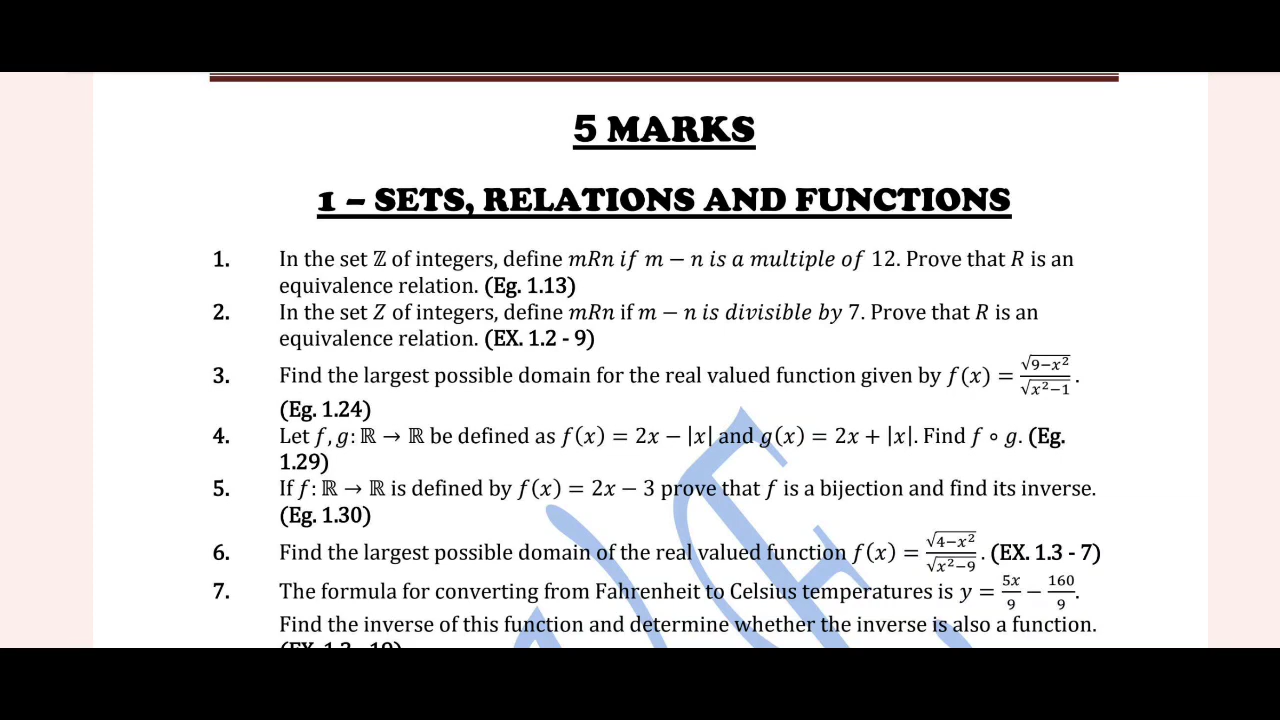 5 MARKS
1 – SETS, RELATIONS AND FUNCTIONS
1. In the set ℤ of integers, define mRn if m − n is a multiple of 12. Prove that R is an
equivalence relation. (Eg. 1.13)
2. In the set Z of integers, define mRn if m − n is divisible by 7. Prove that R is an
equivalence relation. (EX. 1.2 - 9)
3. Find the largest possible domain for the real valued function given by f(x) = √(9−x²)/√(x²−1).
(Eg. 1.24)
4. Let f, g: ℝ → ℝ be defined as f(x) = 2x − |x| and g(x) = 2x + |x|. Find f ∘ g. (Eg.
1.29)
5. If f: ℝ → ℝ is defined by f(x) = 2x − 3 prove that f is a bijection and find its inverse.
(Eg. 1.30)
6. Find the largest possible domain of the real valued function f(x) = √(4−x²)/√(x²−9). (EX. 1.3 - 7)
7. The formula for converting from Fahrenheit to Celsius temperatures is y = 5x/9 − 160/9.
Find the inverse of this function and determine whether the inverse is also a function.